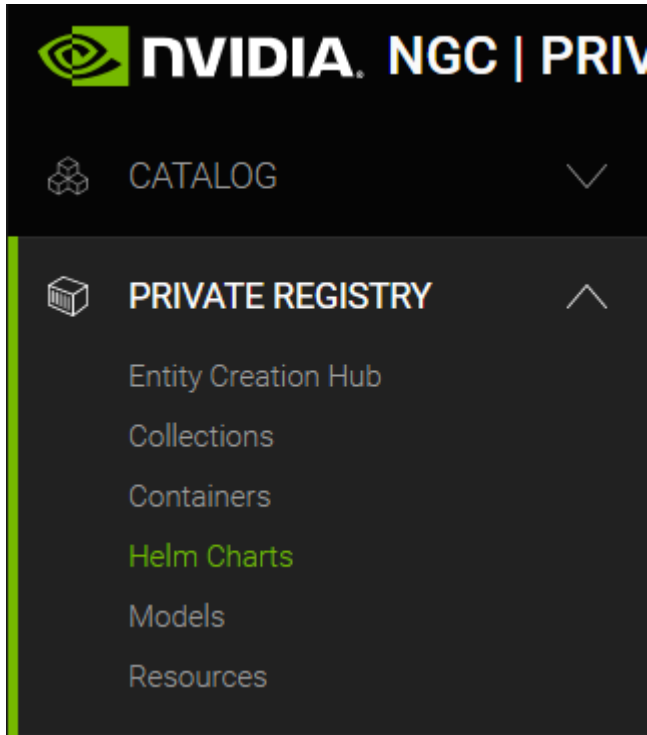 NVIDIA. NGC | PRIV
CATALOG
PRIVATE REGISTRY
Entity Creation Hub
Collections
Containers
Helm Charts
Models
Resources